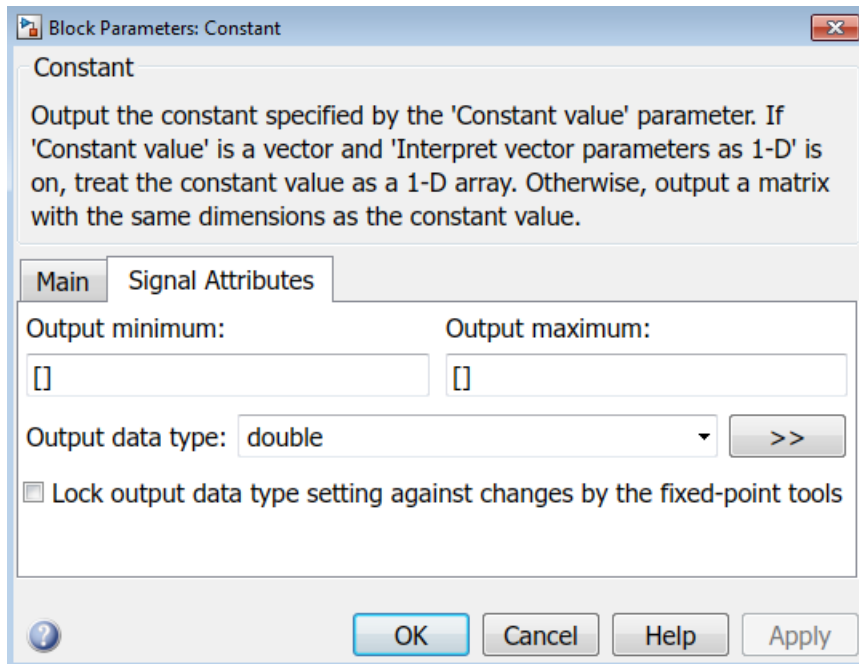 Block Parameters: Constant
Constant
Output the constant specified by the 'Constant value' parameter. If
'Constant value' is a vector and 'Interpret vector parameters as 1-D' is
on, treat the constant value as a 1-D array. Otherwise, output a matrix
with the same dimensions as the constant value.
Main Signal Attributes
Output minimum: Output maximum:
[] []
Output data type: double >>
Lock output data type setting against changes by the fixed-point tools
? OK Cancel Help Apply